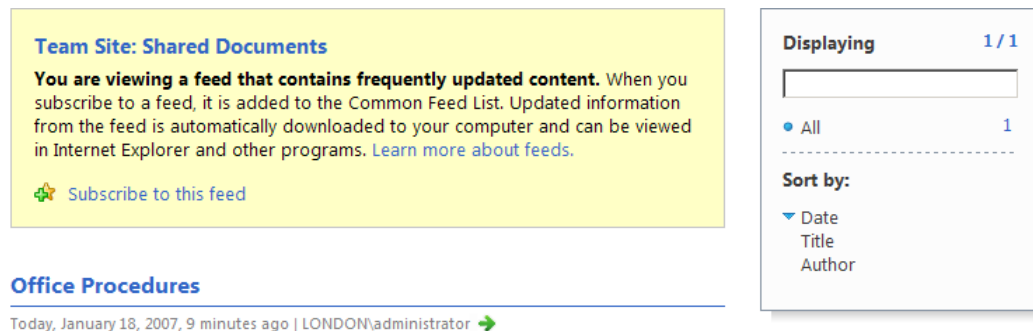 Team Site: Shared Documents
You are viewing a feed that contains frequently updated content. When you
subscribe to a feed, it is added to the Common Feed List. Updated information
from the feed is automatically downloaded to your computer and can be viewed
in Internet Explorer and other programs. Learn more about feeds.
Subscribe to this feed
Office Procedures
Today, January 18, 2007, 9 minutes ago | LONDON\administrator
Displaying 1 / 1
All 1
Sort by:
Date
Title
Author